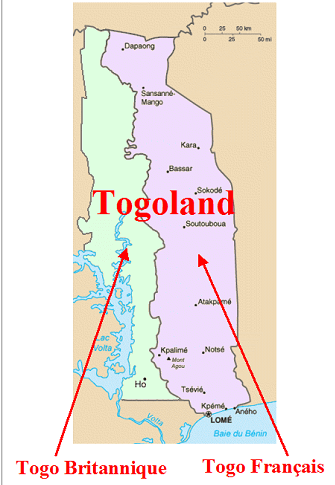 Dapaong
0 25 50 km
0 25 50 mi
Sansanné-
Mango
Kara
Bassar
Sokodé
Togoland
Soutouboua
Atakpamé
Lac
Volta
Kpalimé
Notsé
Mont
Agou
Ho
Tsévié
Kpémé
Aného
LOMÉ
Volta
Baie du Bénin
Togo Britannique
Togo Français